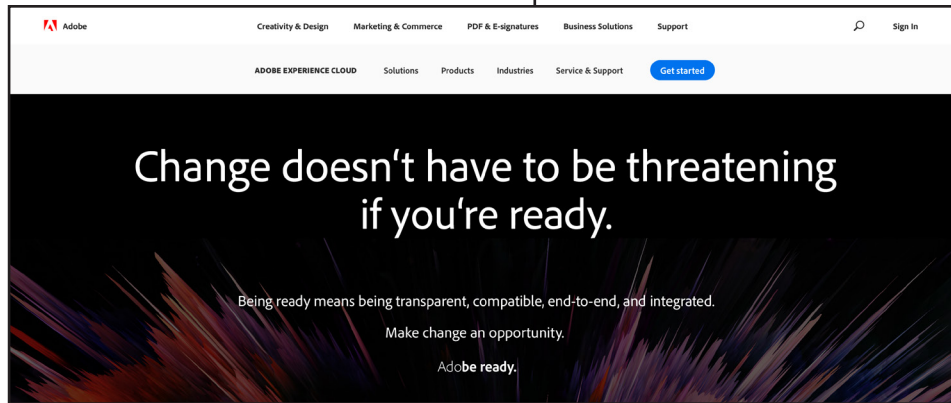 Adobe Creativity & Design Marketing & Commerce PDF & E-signatures Business Solutions Support Sign In
ADOBE EXPERIENCE CLOUD Solutions Products Industries Service & Support Get started
Change doesn‘t have to be threatening
if you‘re ready.
Being ready means being transparent, compatible, end-to-end, and integrated.
Make change an opportunity.
Adobe ready.